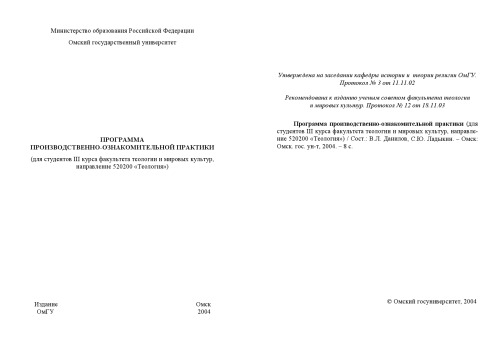 Министерство образования Российской Федерации
Омский государственный университет
ПРОГРАММА
ПРОИЗВОДСТВЕННО-ОЗНАКОМИТЕЛЬНОЙ ПРАКТИКИ
(для студентов III курса факультета теологии и мировых культур,
направление 520200 «Теология»)
Издание
ОмГУ
Омск
2004
Утверждена на заседании кафедры истории и теории религии ОмГУ.
Протокол № 3 от 11.11.02
Рекомендована к изданию ученым советом факультета теологии
и мировых культур. Протокол № 12 от 18.11.03
Программа производственно-ознакомительной практики (для
студентов III курса факультета теологии и мировых культур, направле-
ние 520200 «Теология») / Сост.: В.Л. Данилов, С.Ю. Ладыкин. – Омск:
Омск. гос. ун-т, 2004. – 8 с.
© Омский госуниверситет, 2004